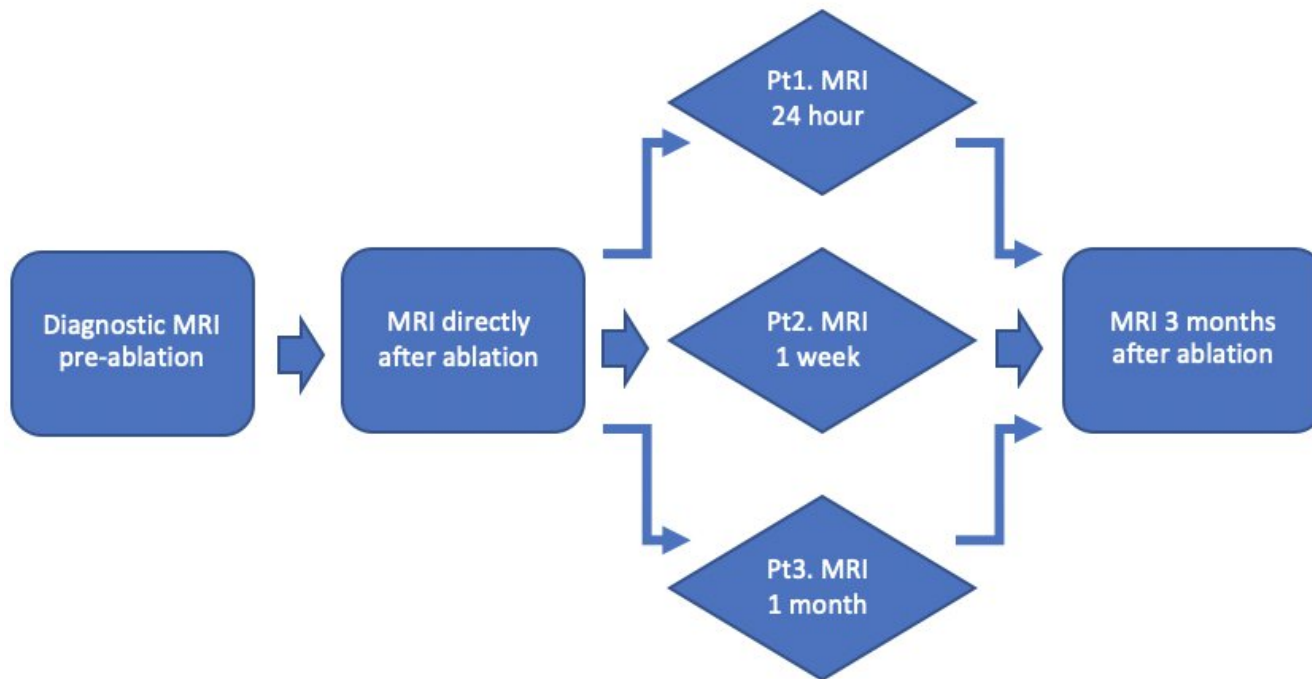 Diagnostic MRI
pre-ablation
MRI directly
after ablation
Pt1. MRI
24 hour
Pt2. MRI
1 week
Pt3. MRI
1 month
MRI 3 months
after ablation